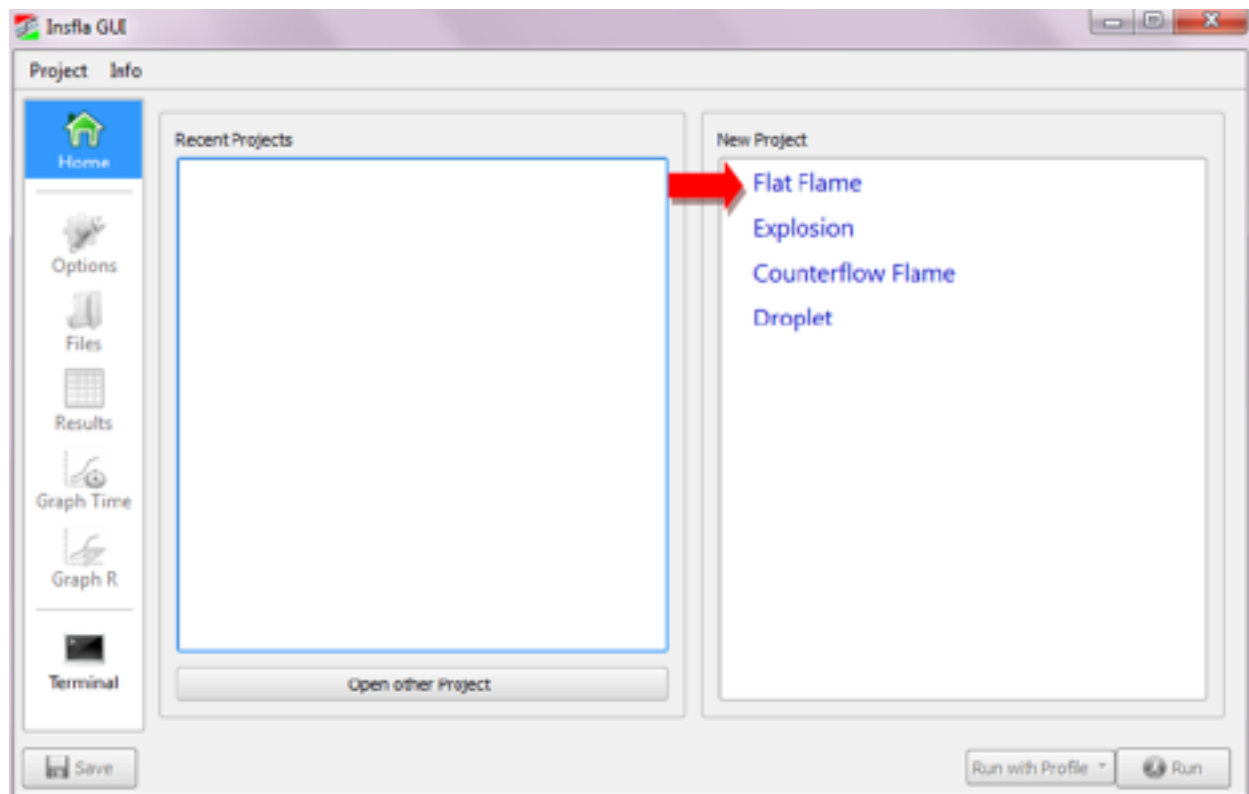 Insfla GUI
Project Info
Home
Options
Files
Results
Graph Time
Graph R
Terminal
Recent Projects
Open other Project
New Project
Flat Flame
Explosion
Counterflow Flame
Droplet
Save
Run with Profile
Run